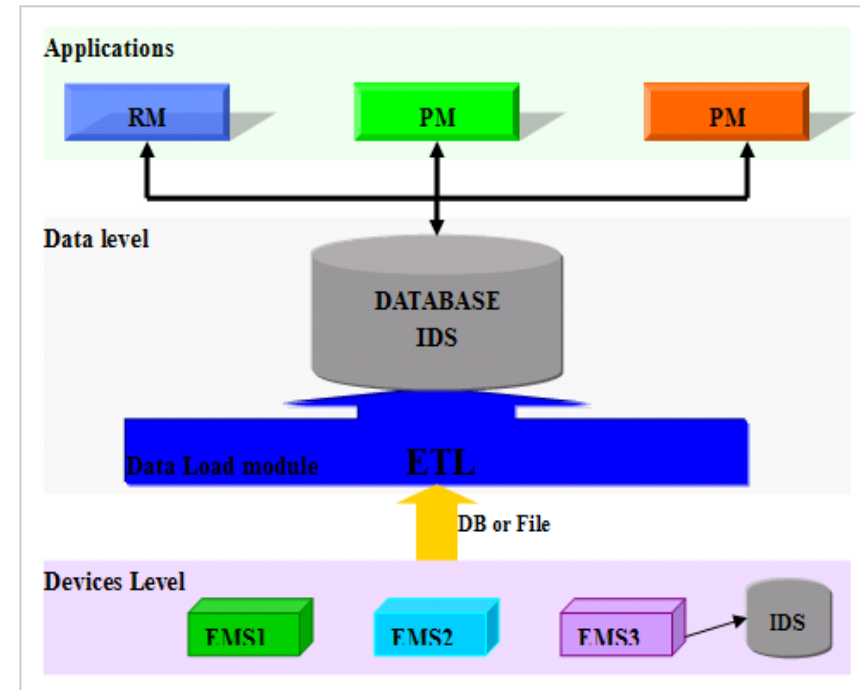 Applications
RM
PM
PM
Data level
DATABASE
IDS
Data Load module
ETL
DB or File
Devices Level
EMS1
EMS2
EMS3
IDS